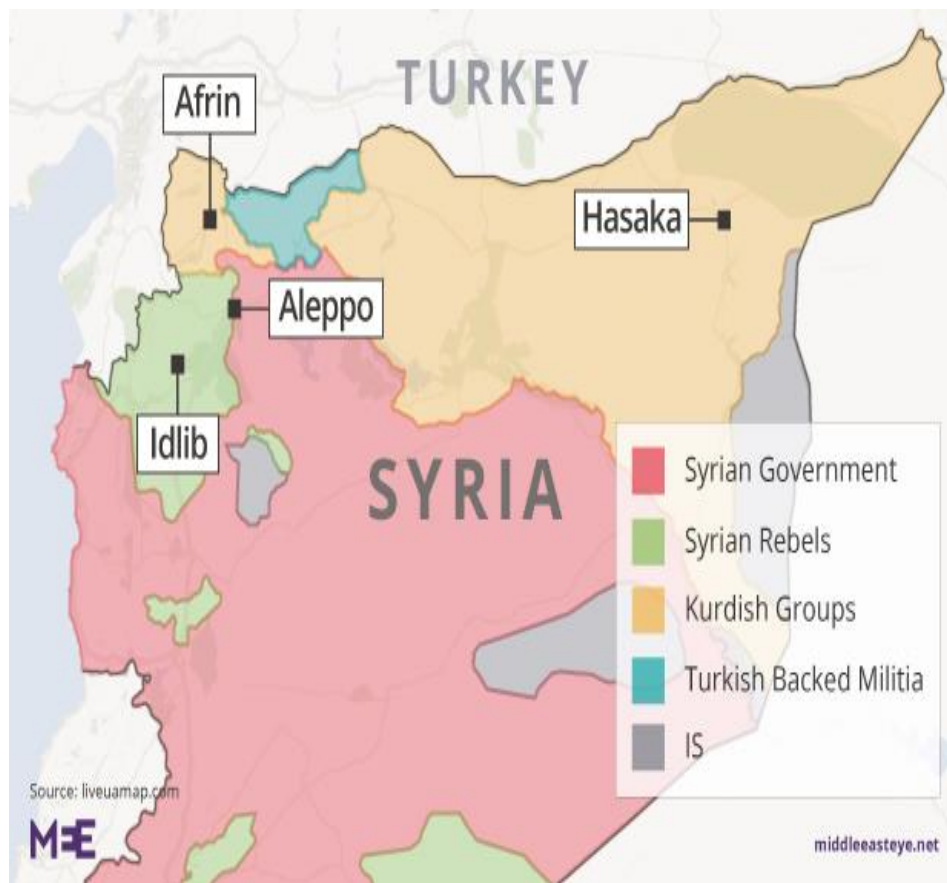 TURKEY
Afrin
Hasaka
Aleppo
Idlib
SYRIA
Syrian Government
Syrian Rebels
Kurdish Groups
Turkish Backed Militia
IS
Source: liveuamap.com
MEE
middleeasteye.net